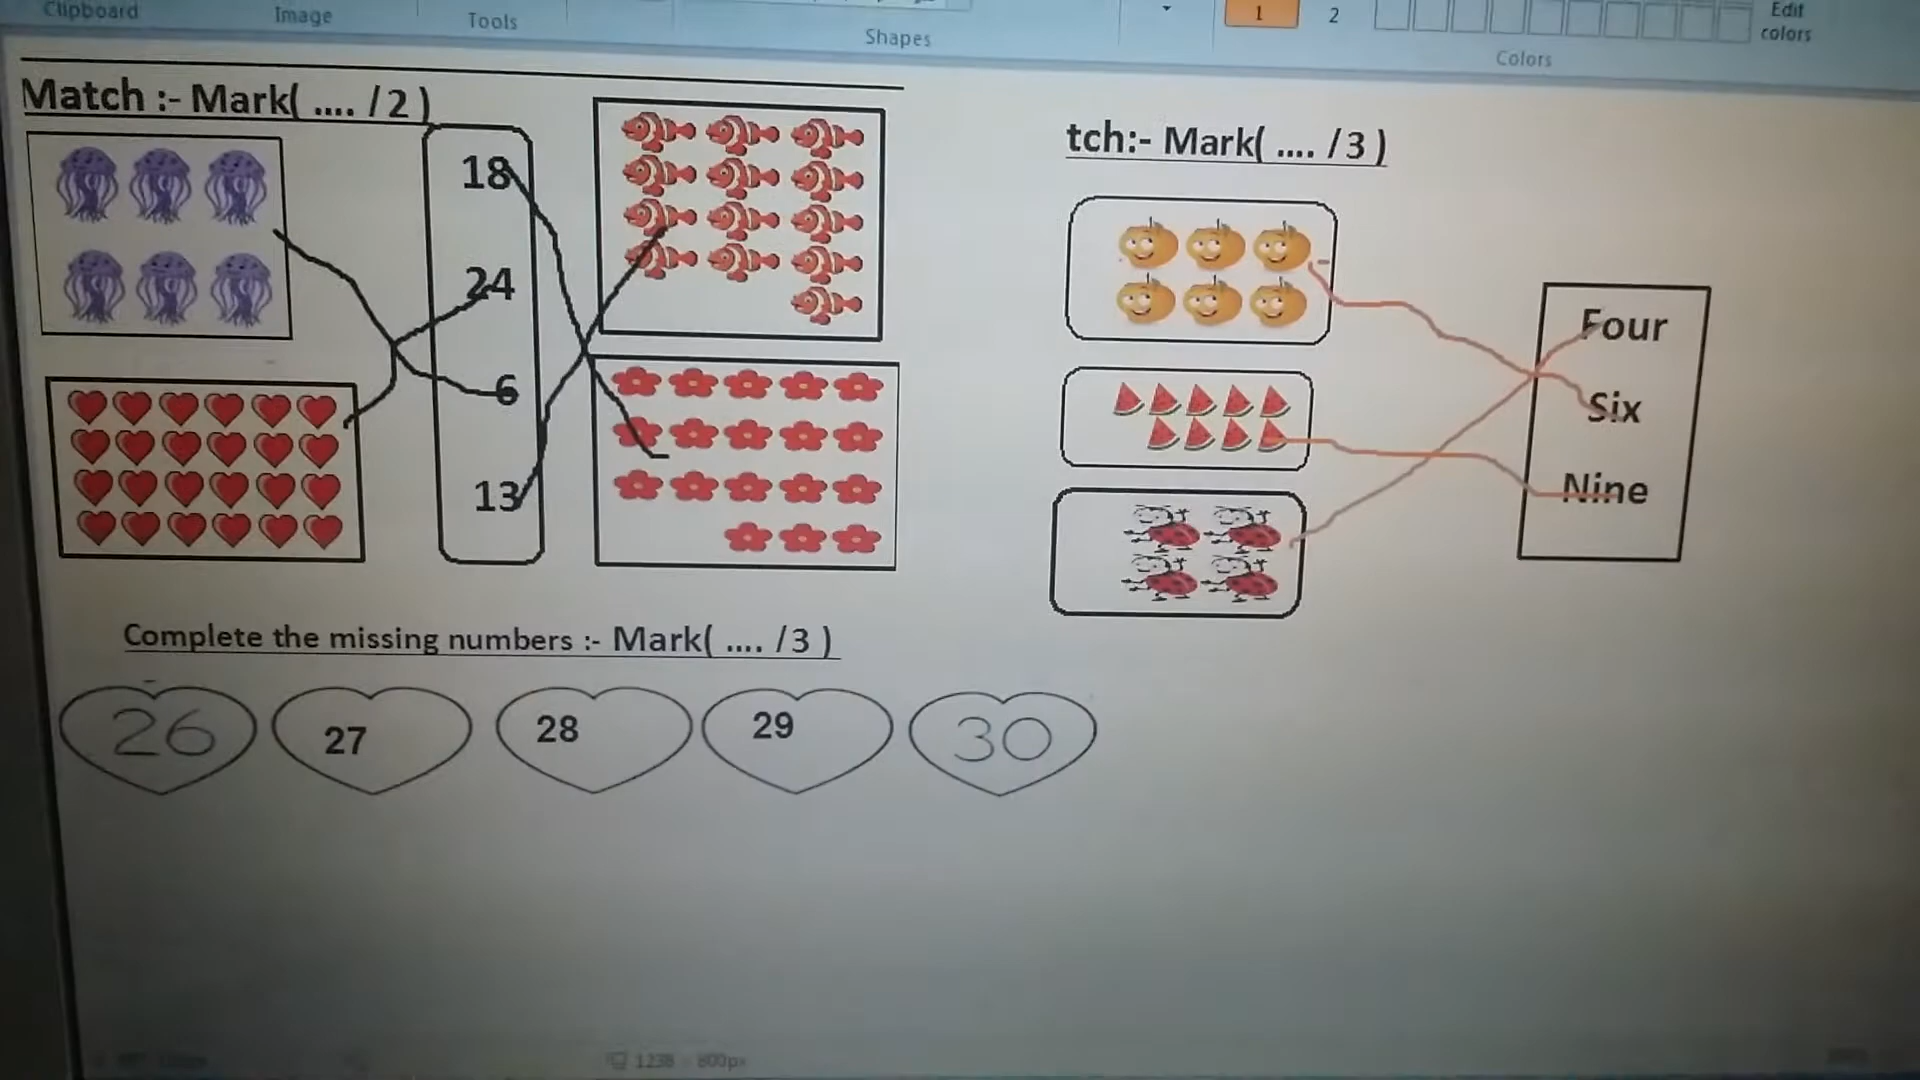 Clipboard
Image
Tools
Shapes
1
2
Edit colors
Colors
Match :- Mark( .... /2 )
18
24
6
13
tch:- Mark( .... /3 )
Four
Six
Nine
Complete the missing numbers :- Mark( .... /3 )
26 27 28 29 30